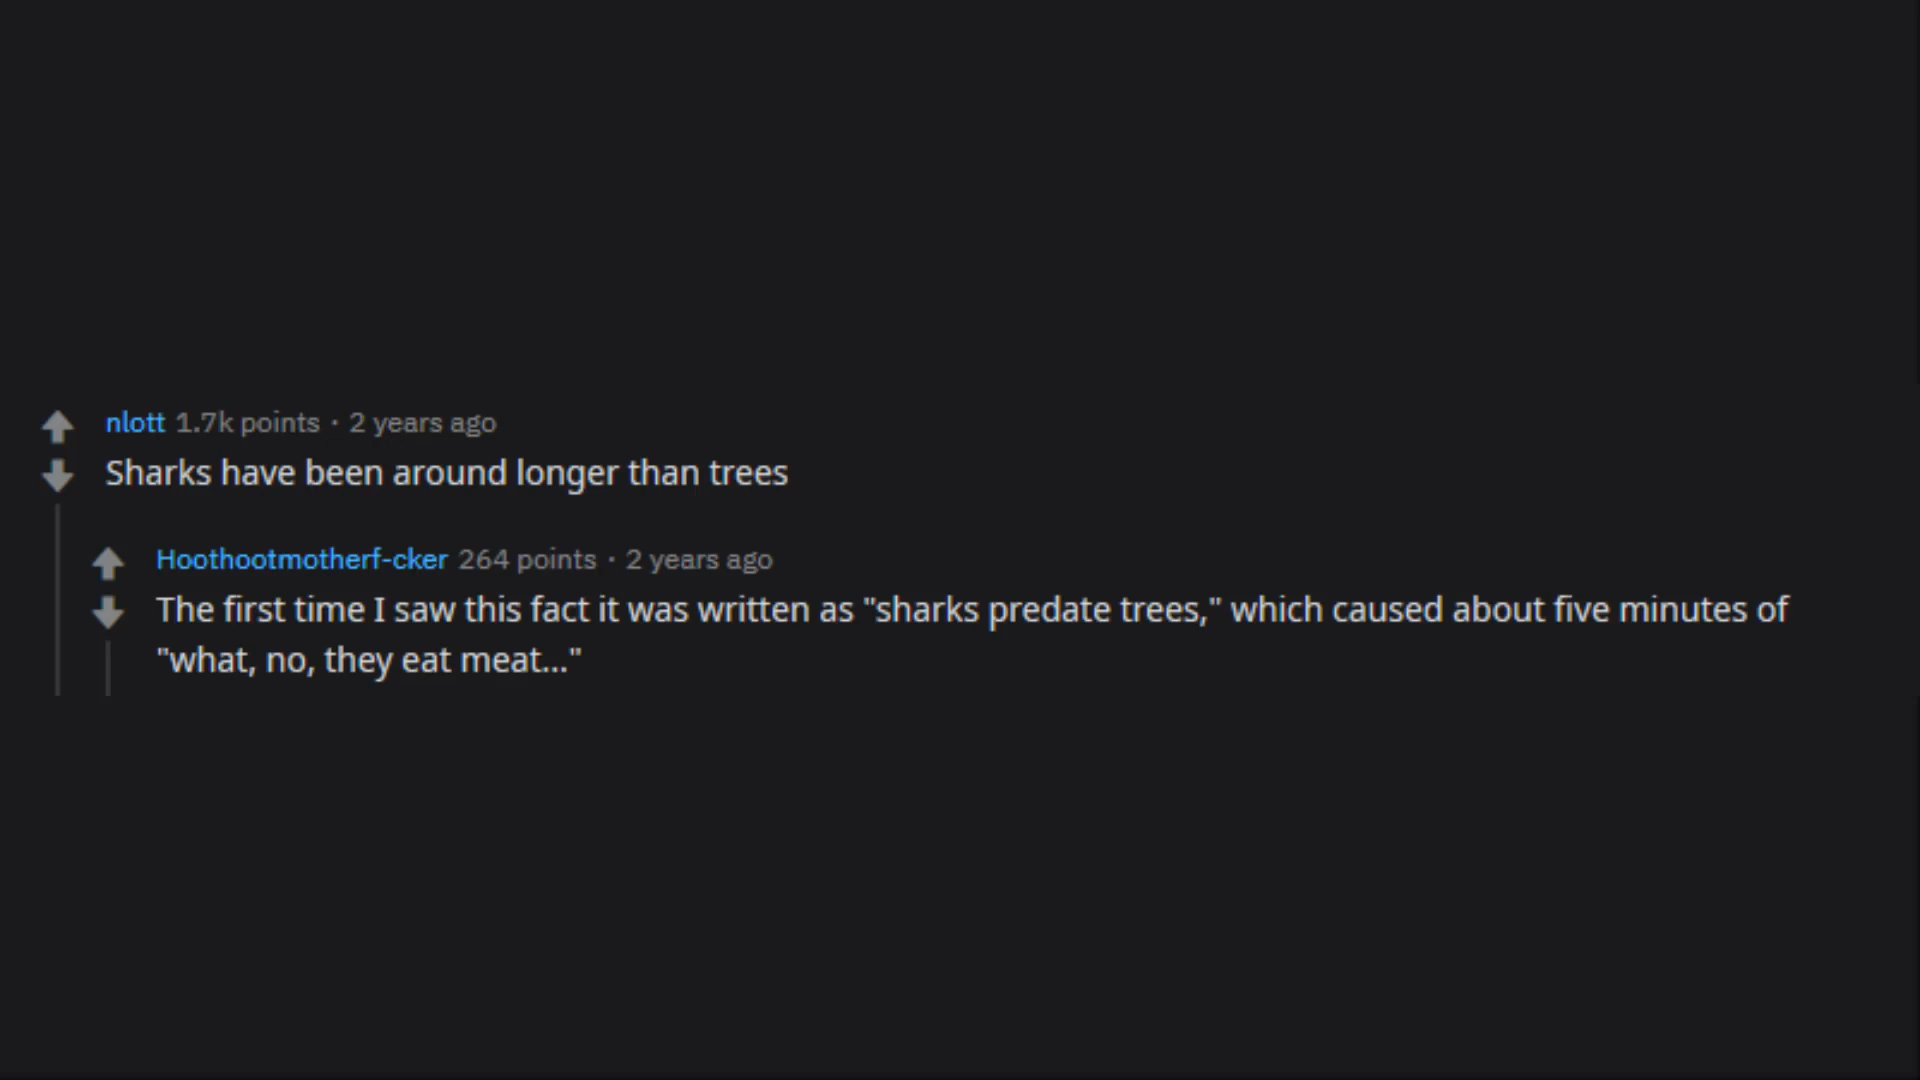 nlott 1.7k points · 2 years ago
Sharks have been around longer than trees
Hoothootmotherf-cker 264 points · 2 years ago
The first time I saw this fact it was written as "sharks predate trees," which caused about five minutes of
"what, no, they eat meat..."